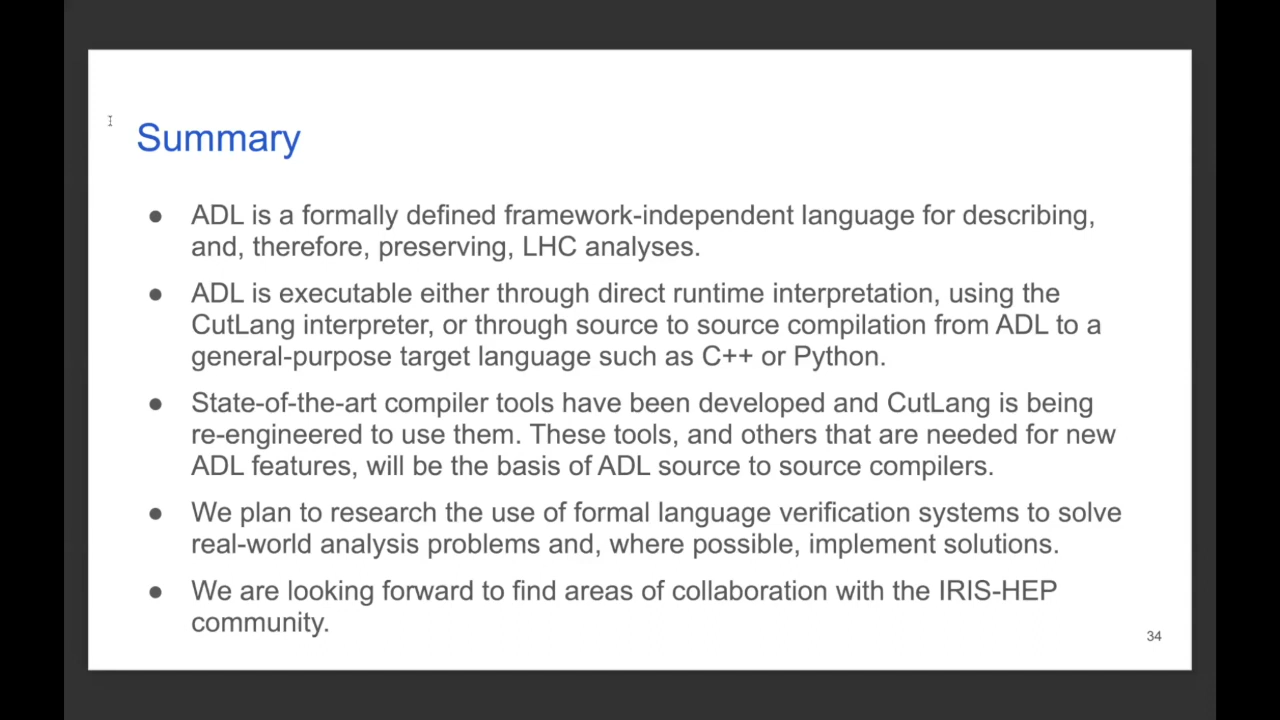 Summary
● ADL is a formally defined framework-independent language for describing,
and, therefore, preserving, LHC analyses.
● ADL is executable either through direct runtime interpretation, using the
CutLang interpreter, or through source to source compilation from ADL to a
general-purpose target language such as C++ or Python.
● State-of-the-art compiler tools have been developed and CutLang is being
re-engineered to use them. These tools, and others that are needed for new
ADL features, will be the basis of ADL source to source compilers.
● We plan to research the use of formal language verification systems to solve
real-world analysis problems and, where possible, implement solutions.
● We are looking forward to find areas of collaboration with the IRIS-HEP
community.
34